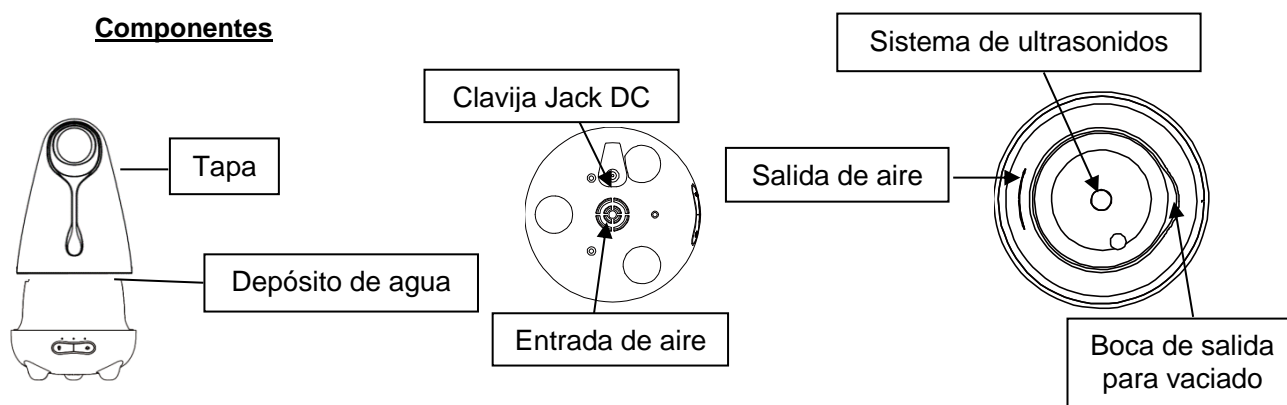 Componentes
Sistema de ultrasonidos
Clavija Jack DC
Tapa
Salida de aire
Depósito de agua
Entrada de aire
Boca de salida
para vaciado